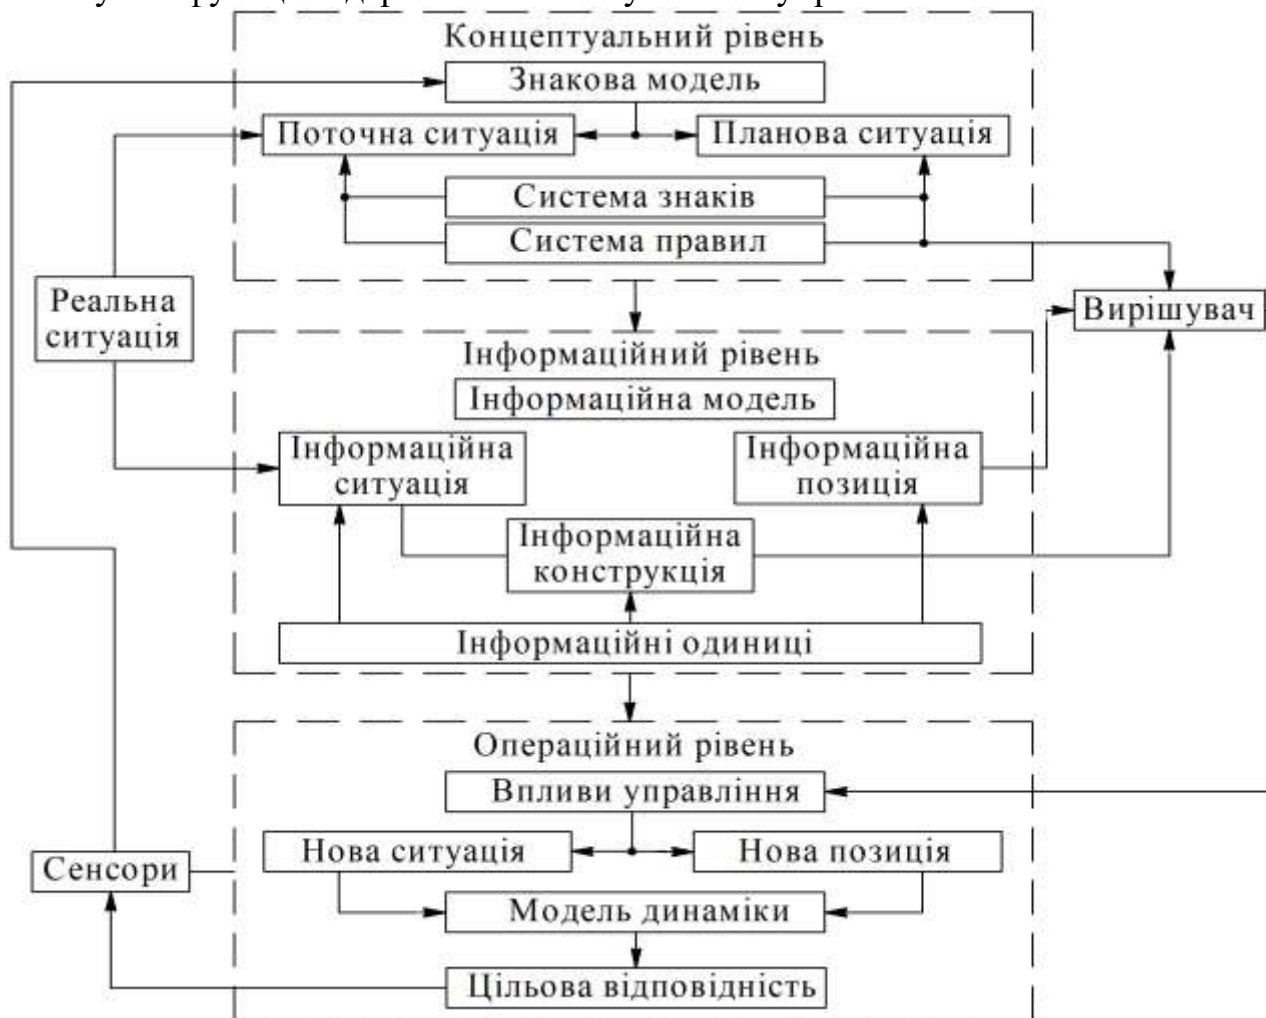 Концептуальний рівень
Знакова модель
Поточна ситуація
Планова ситуація
Система знаків
Система правил
Реальна
ситуація
Вирішувач
Інформаційний рівень
Інформаційна модель
Інформаційна
ситуація
Інформаційна
позиція
Інформаційна
конструкція
Інформаційні одиниці
Операційний рівень
Впливи управління
Нова ситуація
Нова позиція
Сенсори
Модель динаміки
Цільова відповідність